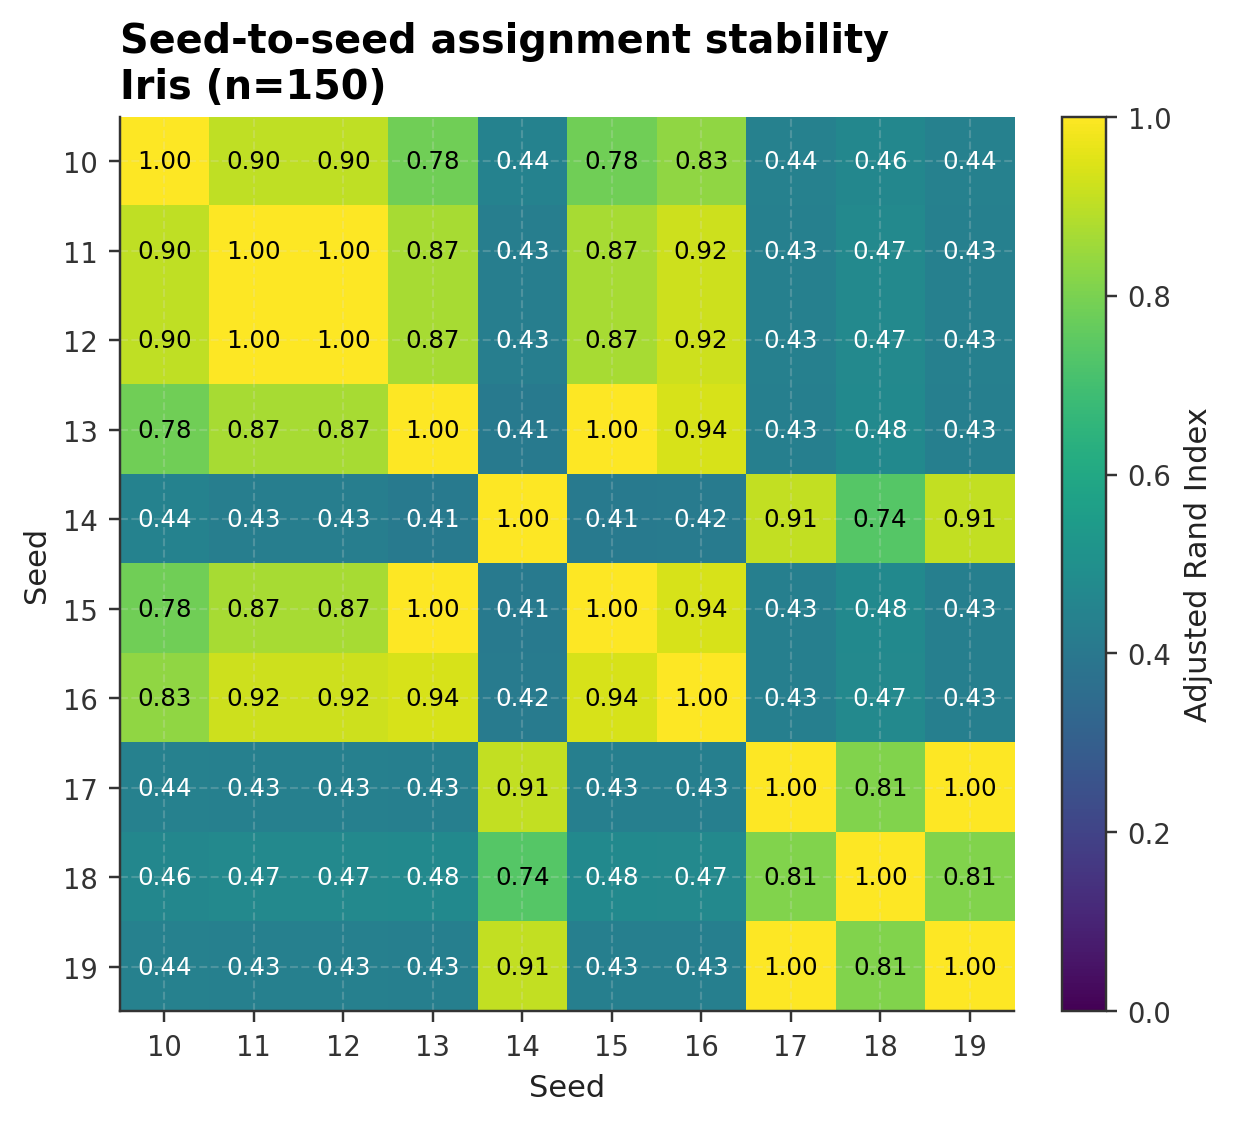 Seed-to-seed assignment stability
Iris (n=150)
10 1.00 0.90 0.90 0.78 0.44 0.78 0.83 0.44 0.46 0.44
11 0.90 1.00 1.00 0.87 0.43 0.87 0.92 0.43 0.47 0.43
12 0.90 1.00 1.00 0.87 0.43 0.87 0.92 0.43 0.47 0.43
13 0.78 0.87 0.87 1.00 0.41 1.00 0.94 0.43 0.48 0.43
14 0.44 0.43 0.43 0.41 1.00 0.41 0.42 0.91 0.74 0.91
15 0.78 0.87 0.87 1.00 0.41 1.00 0.94 0.43 0.48 0.43
16 0.83 0.92 0.92 0.94 0.42 0.94 1.00 0.43 0.47 0.43
17 0.44 0.43 0.43 0.43 0.91 0.43 0.43 1.00 0.81 1.00
18 0.46 0.47 0.47 0.48 0.74 0.48 0.47 0.81 1.00 0.81
19 0.44 0.43 0.43 0.43 0.91 0.43 0.43 1.00 0.81 1.00
10 11 12 13 14 15 16 17 18 19
Seed
Seed
1.0
0.8
0.6
0.4
0.2
0.0
Adjusted Rand Index